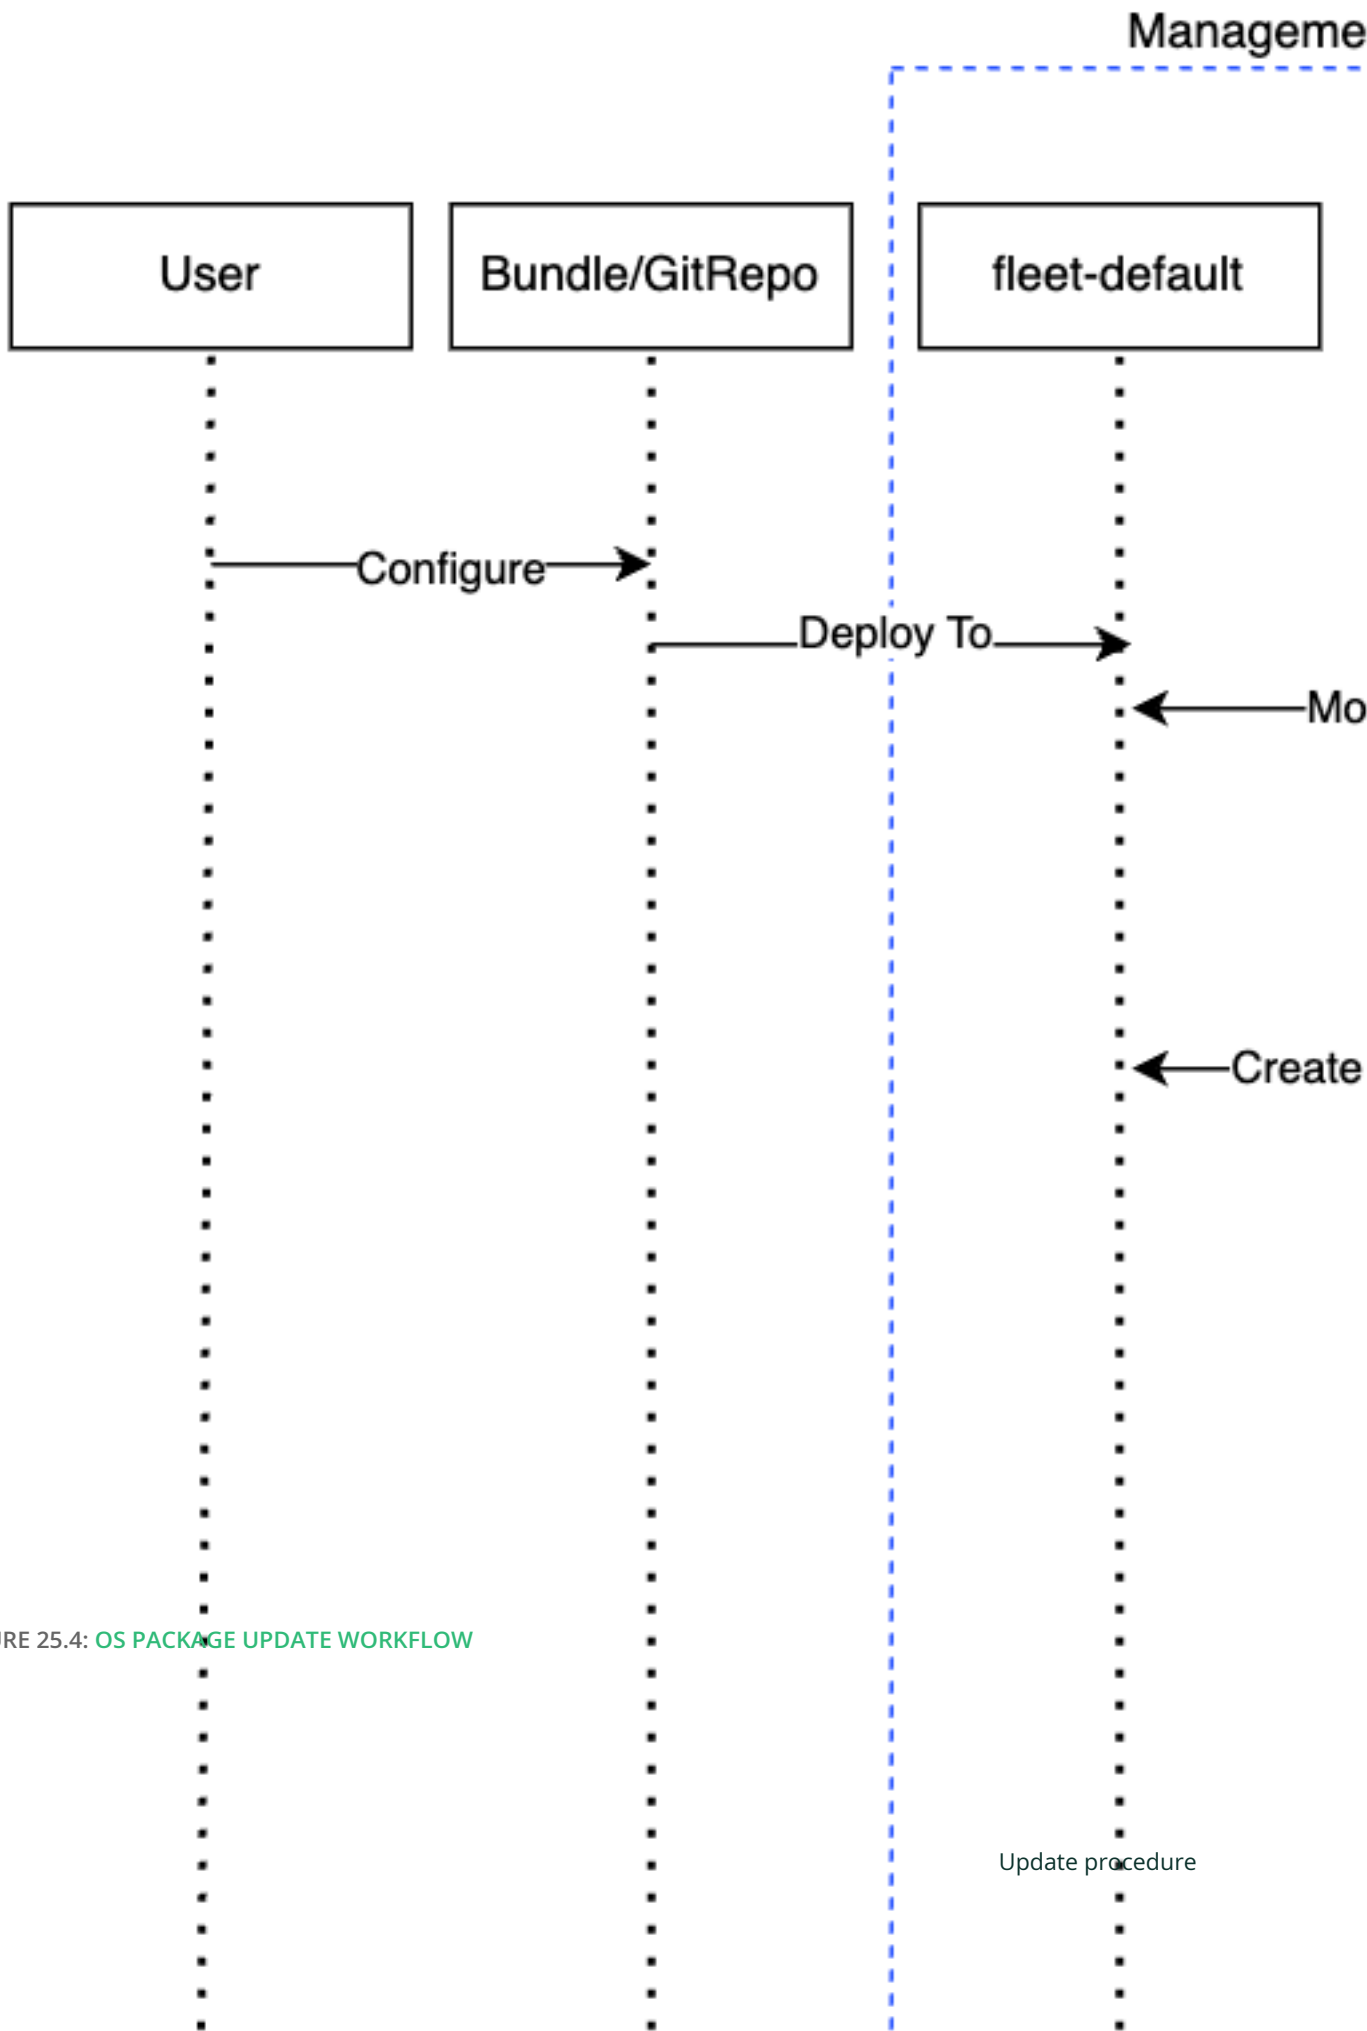 Manageme
User
Bundle/GitRepo
fleet-default
Configure
Deploy To
Mo
Create
URE 25.4: OS PACKAGE UPDATE WORKFLOW
Update procedure